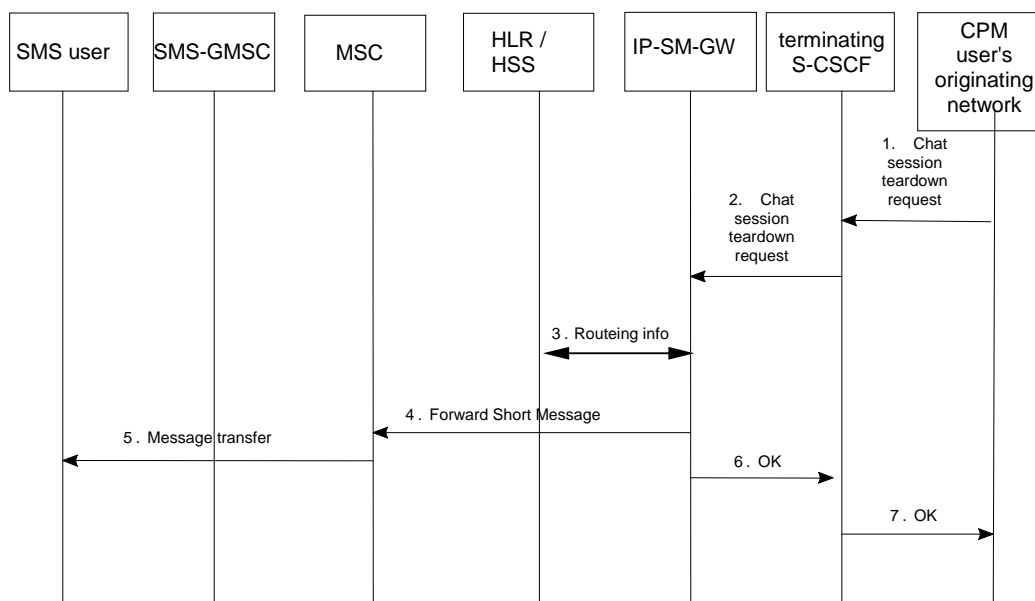 SMS user
SMS-GMSC
MSC
HLR /
HSS
IP-SM-GW
terminating
S-CSCF
CPM
user's
originating
network
1. Chat
session
teardown
request
2. Chat
session
teardown
request
3. Routeing info
4. Forward Short Message
5. Message transfer
6. OK
7. OK